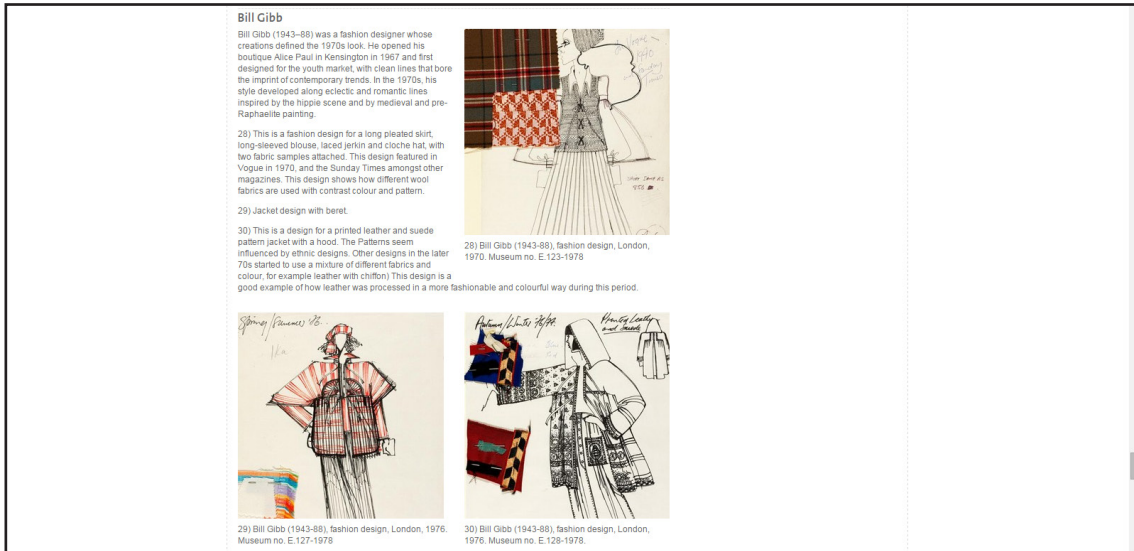 Bill Gibb
Bill Gibb (1943–88) was a fashion designer whose
creations defined the 1970s look. He opened his
boutique Alice Paul in Kensington in 1967 and first
designed for the youth market, with clean lines that bore
the imprint of contemporary trends. In the 1970s, his
style developed along eclectic and romantic lines
inspired by the hippie scene and by medieval and pre-
Raphaelite painting.
28) This is a fashion design for a long pleated skirt,
long-sleeved blouse, laced jerkin and cloche hat, with
two fabric samples attached. This design featured in
Vogue in 1970, and the Sunday Times amongst other
magazines. This design shows how different wool
fabrics are used with contrast colour and pattern.
29) Jacket design with beret.
30) This is a design for a printed leather and suede
pattern jacket with a hood. The Patterns seem
influenced by ethnic designs. Other designs in the later
70s started to use a mixture of different fabrics and
colour, for example leather with chiffon) This design is a
good example of how leather was processed in a more fashionable and colourful way during this period.
1970
28) Bill Gibb (1943-88), fashion design, London,
1970. Museum no. E.123-1978
Spring/Summer '76..
Autumn/Winter '76/77.
Printed Leather
and Suede
29) Bill Gibb (1943-88), fashion design, London, 1976.
Museum no. E.127-1978
30) Bill Gibb (1943-88), fashion design, London,
1976. Museum no. E.128-1978.